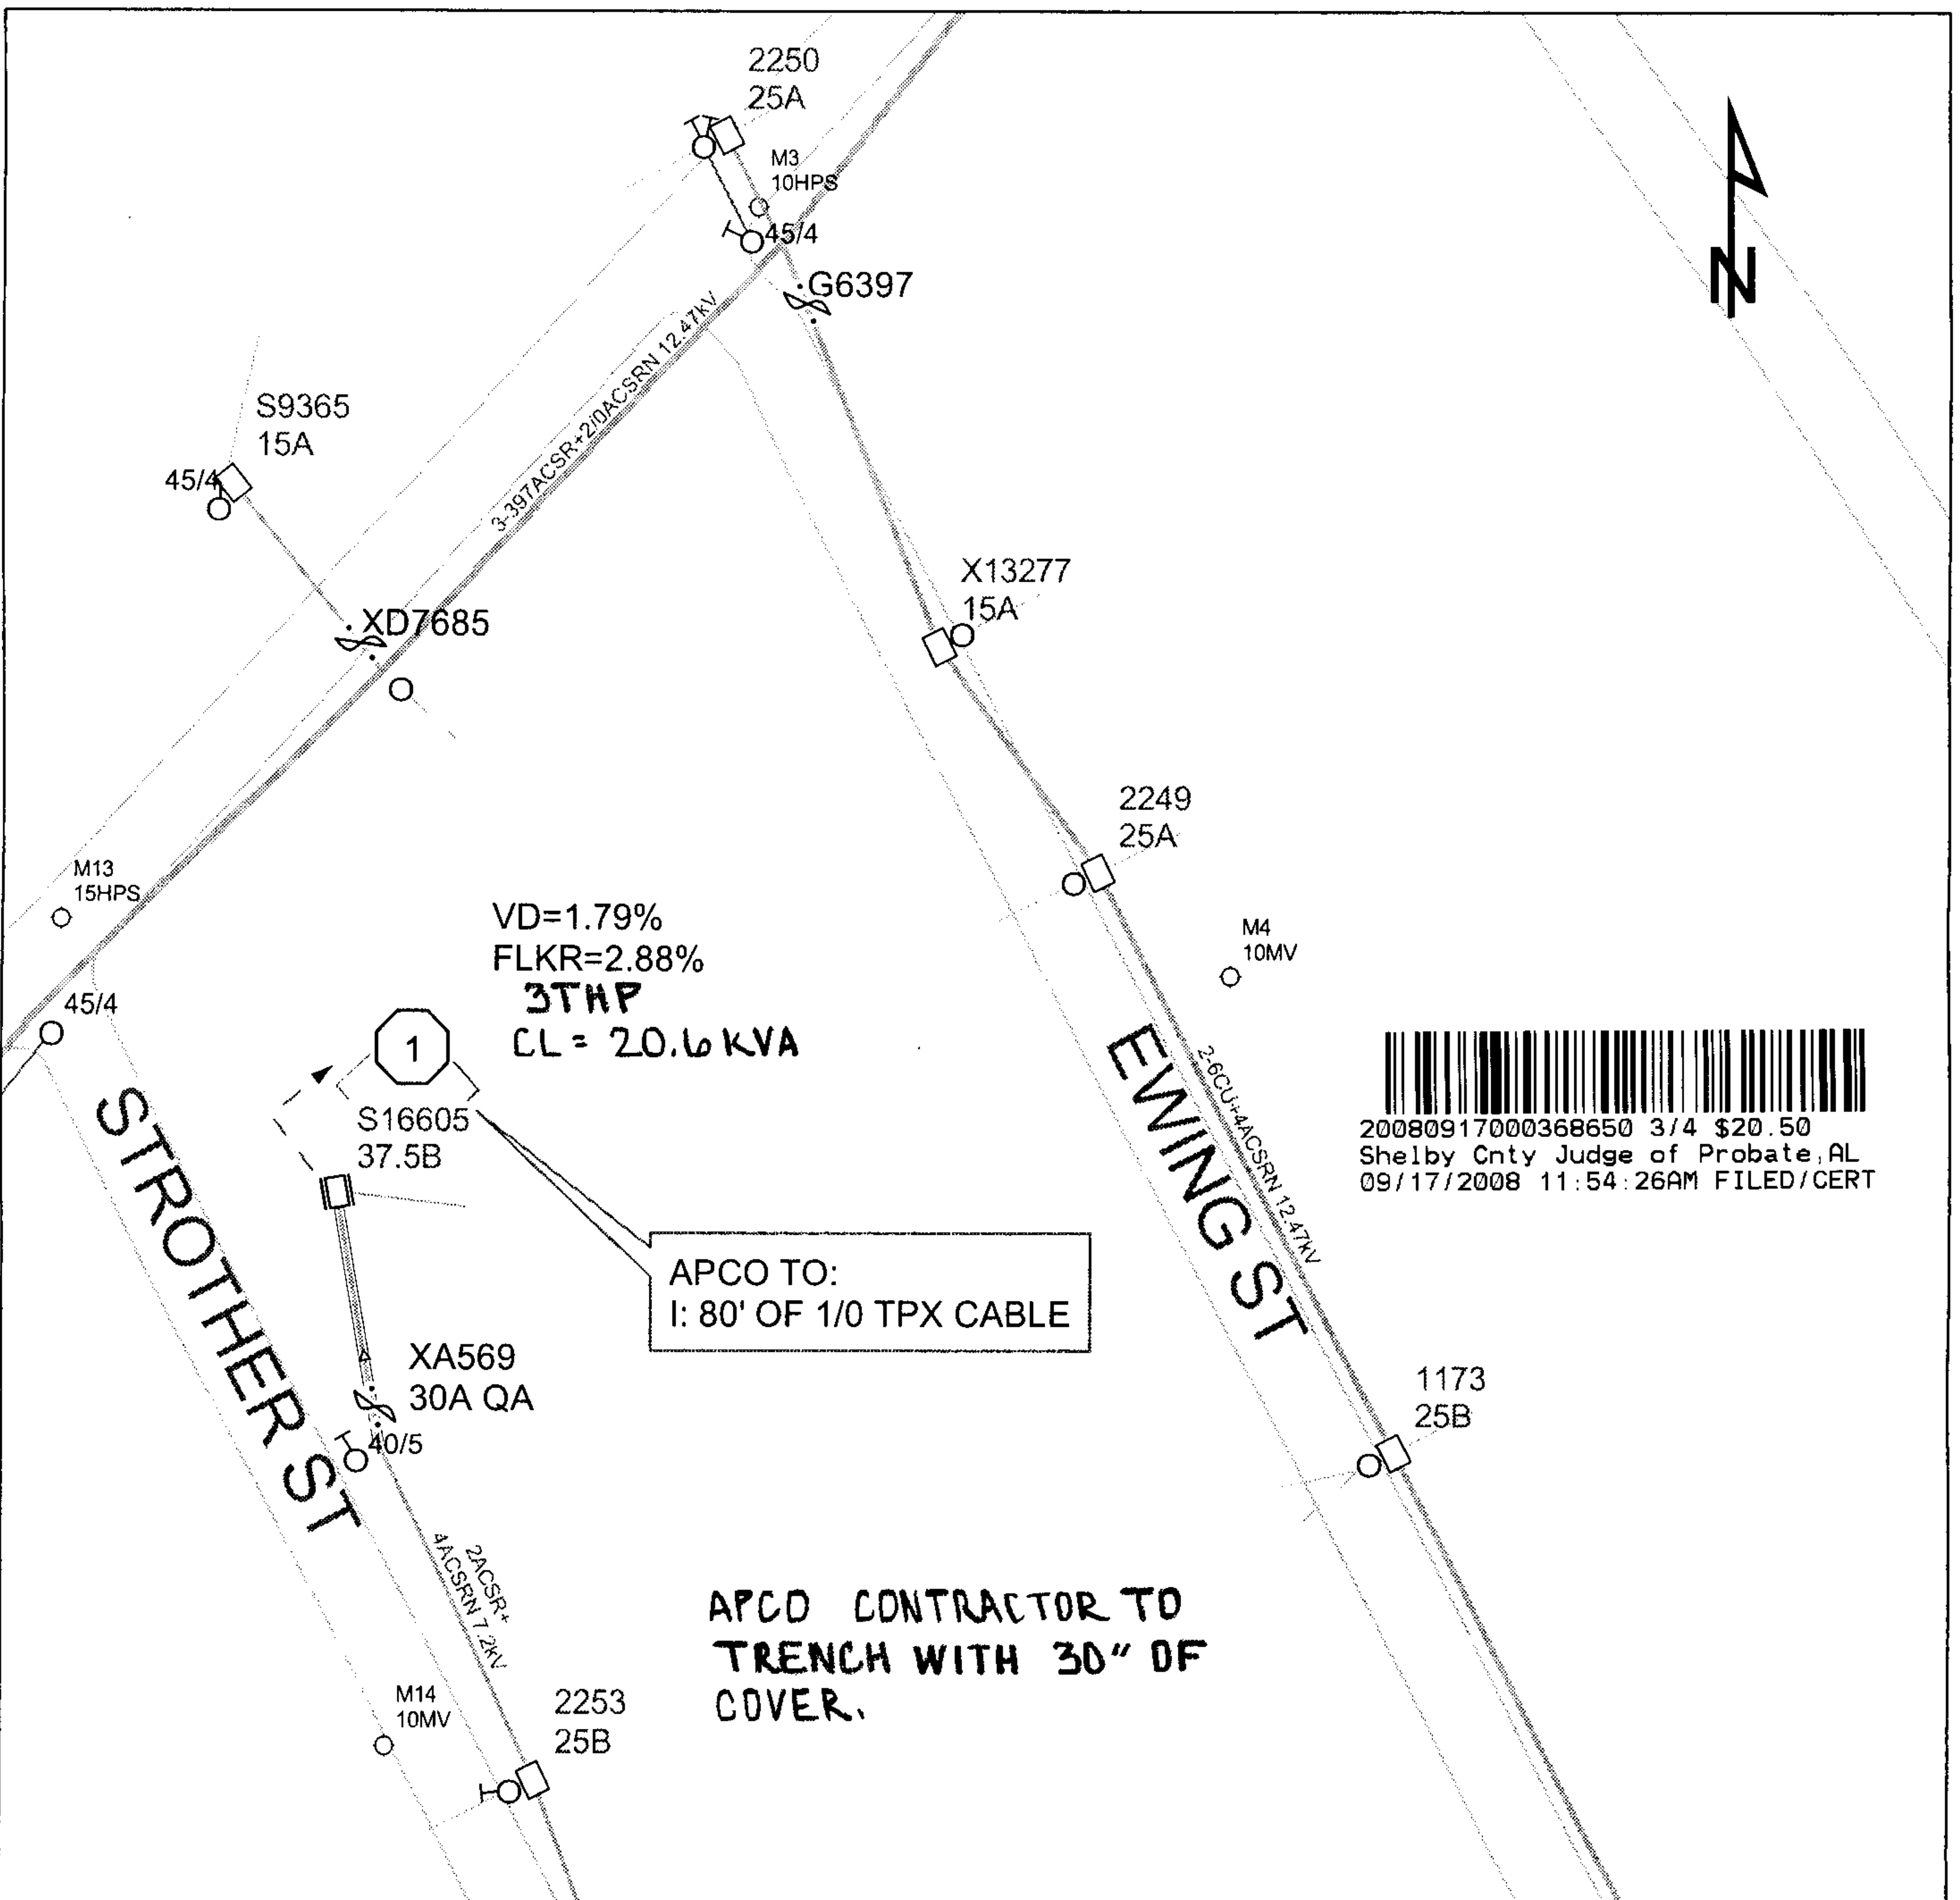 2250
25A
M3
10HPS
45/4
G6397
N
3-397ACSR+2/0ACSRN 12.47kV
S9365
15A
45/4
XD7685
X13277
15A
2249
25A
M13
15HPS
VD=1.79%
FLKR=2.88%
3THP
CL = 20.6 KVA
M4
10MV
45/4
1
S16605
37.5B
EWING ST
2-6CU+4ACSRN 12.47kV
20080917000368650 3/4 $20.50
Shelby Cnty Judge of Probate, AL
09/17/2008 11:54:26AM FILED/CERT
STROTHER ST
APCO TO:
I: 80' OF 1/0 TPX CABLE
XA569
30A QA
40/5
1173
25B
2ACSR+
4ACSRN 7.2kV
APCO CONTRACTOR TO
TRENCH WITH 30" OF
COVER.
M14
10MV
2253
25B